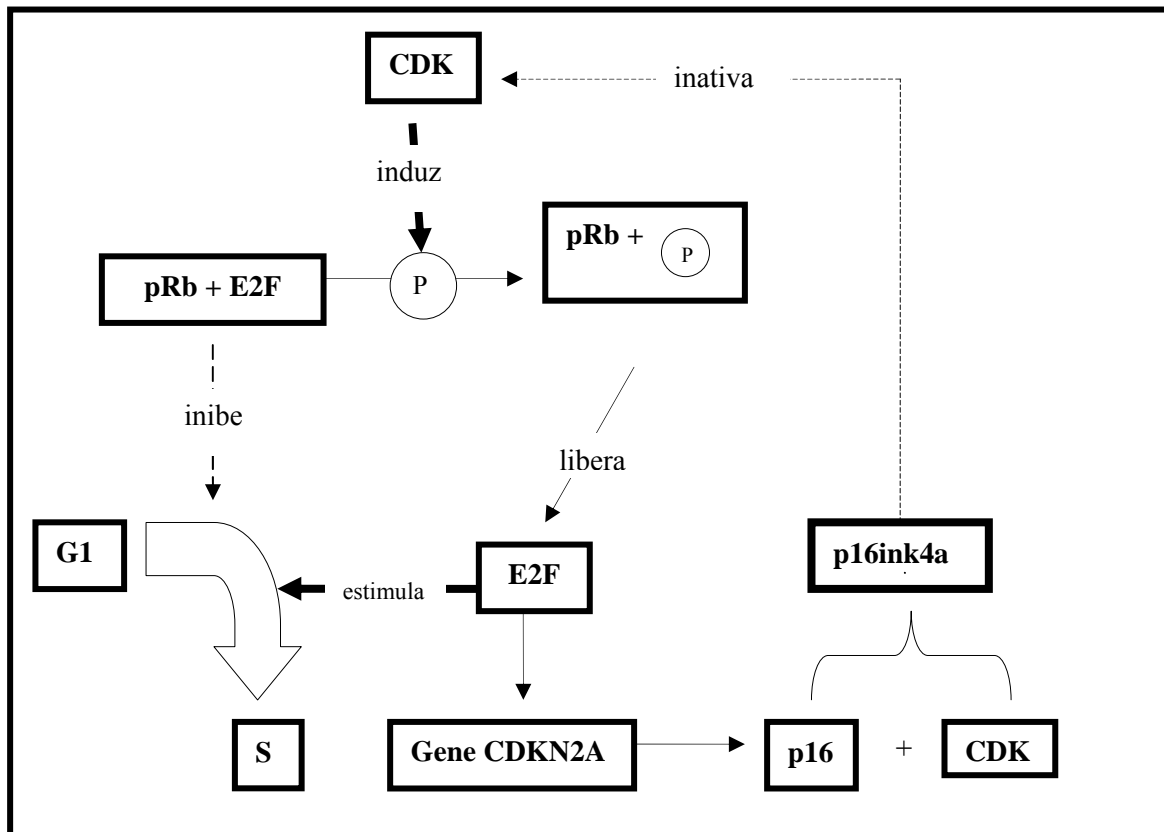 CDK
inativa
induz
pRb + P
pRb + E2F
P
inibe
libera
G1
E2F
p16ink4a
estimula
S
Gene CDKN2A
p16
+
CDK